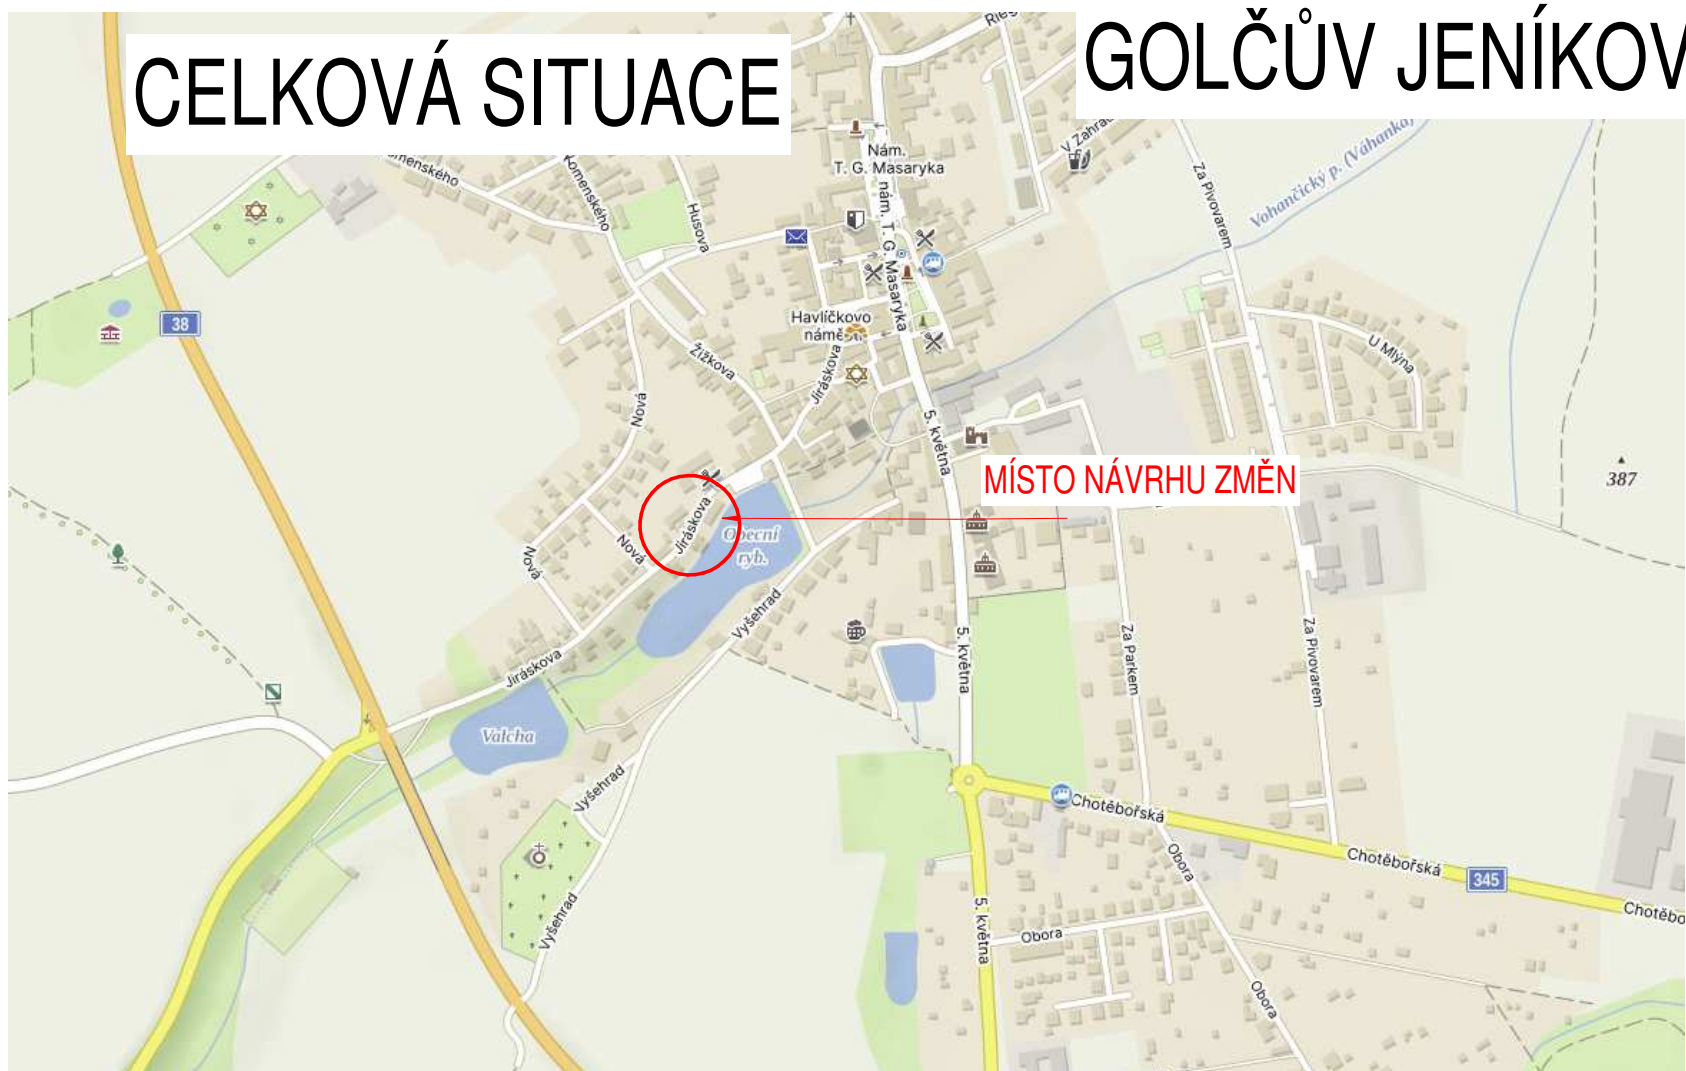 CELKOVÁ SITUACE
GOLČŮV JENÍKOV
MÍSTO NÁVRHU ZMĚN
Komenského
Husova
Nám.
T. G. Masaryka
nám. T. G. Masaryka
Za Pivovarem
Vohančický p. (Váhanka)
38
Havlíčkovo
Žižkova
Jiráskova
Nová
U Mlýna
5. května
387
Jiráskova
Nová
Nová
Obecní
ryb.
Vyšehrad
Jiráskova
Valcha
5. května
Za Parkem
Za Pivovarem
Vyšehrad
Chotěbořská
Chotěbořská
345
Obora
Vyšehrad
5. května
Obora
Obora